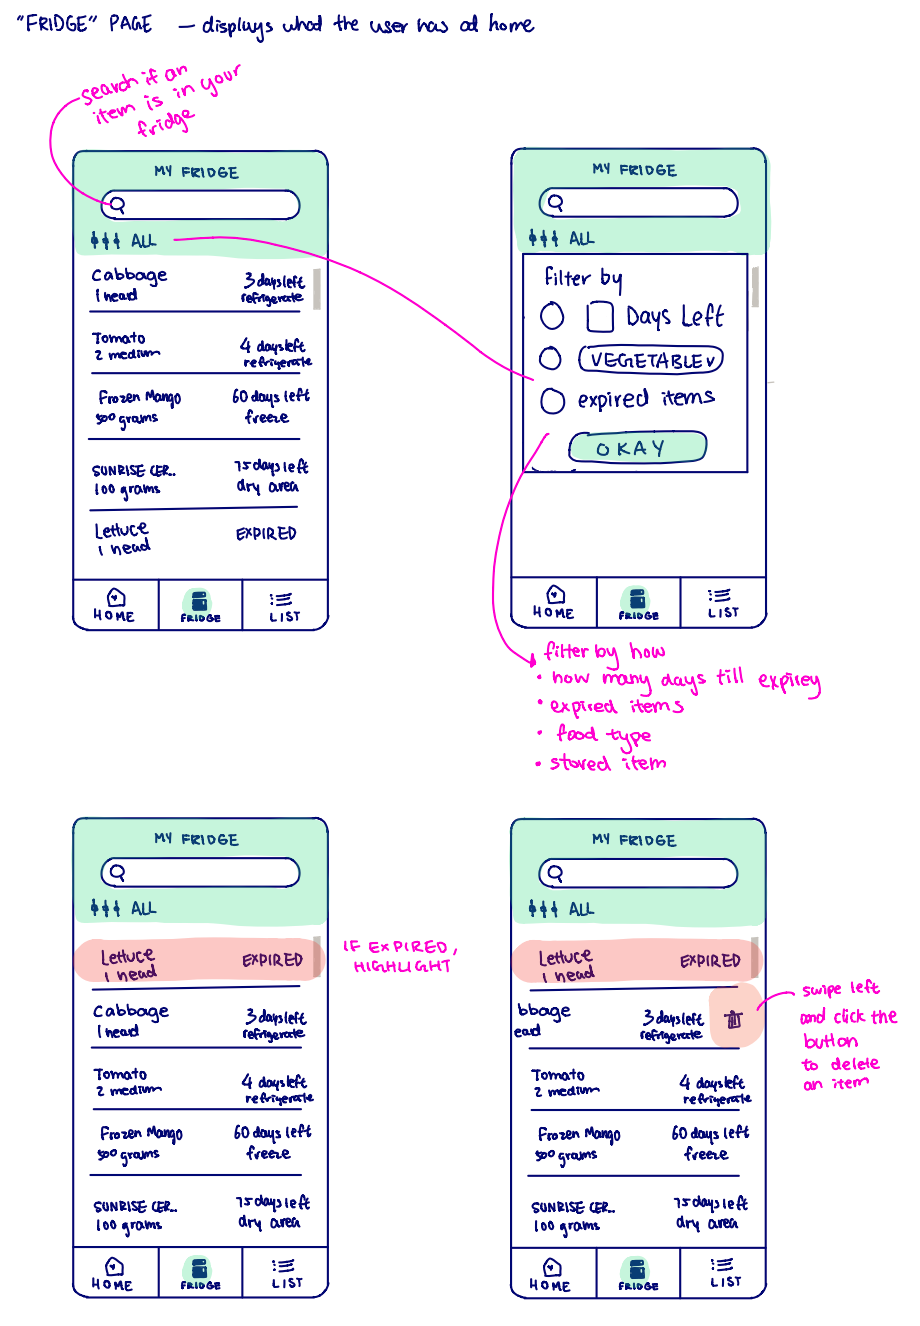 "FRIDGE" PAGE — displays what the user has at home
search if an
item is in your
fridge
MY FRIDGE
ALL
Cabbage 3 days left
1 head refrigerate
Tomato 4 days left
2 medium refrigerate
Frozen Mango 60 days left
500 grams freeze
SUNRISE CER.. 75 days left
100 grams dry area
Lettuce EXPIRED
1 head
HOME FRIDGE LIST
MY FRIDGE
ALL
filter by
Days Left
VEGETABLE
expired items
OKAY
HOME FRIDGE LIST
filter by how
• how many days till expirey
• expired items
• food type
• stored item
MY FRIDGE
ALL
Lettuce EXPIRED
1 head
Cabbage 3 days left
1 head refrigerate
Tomato 4 days left
2 medium refrigerate
Frozen Mango 60 days left
500 grams freeze
SUNRISE CER.. 75 days left
100 grams dry area
HOME FRIDGE LIST
IF EXPIRED,
HIGHLIGHT
MY FRIDGE
ALL
Lettuce EXPIRED
1 head
bbage 3 days left
ead refrigerate
Tomato 4 days left
2 medium refrigerate
Frozen Mango 60 days left
500 grams freeze
SUNRISE CER.. 75 days left
100 grams dry area
HOME FRIDGE LIST
swipe left
and click the
button
to delete
an item